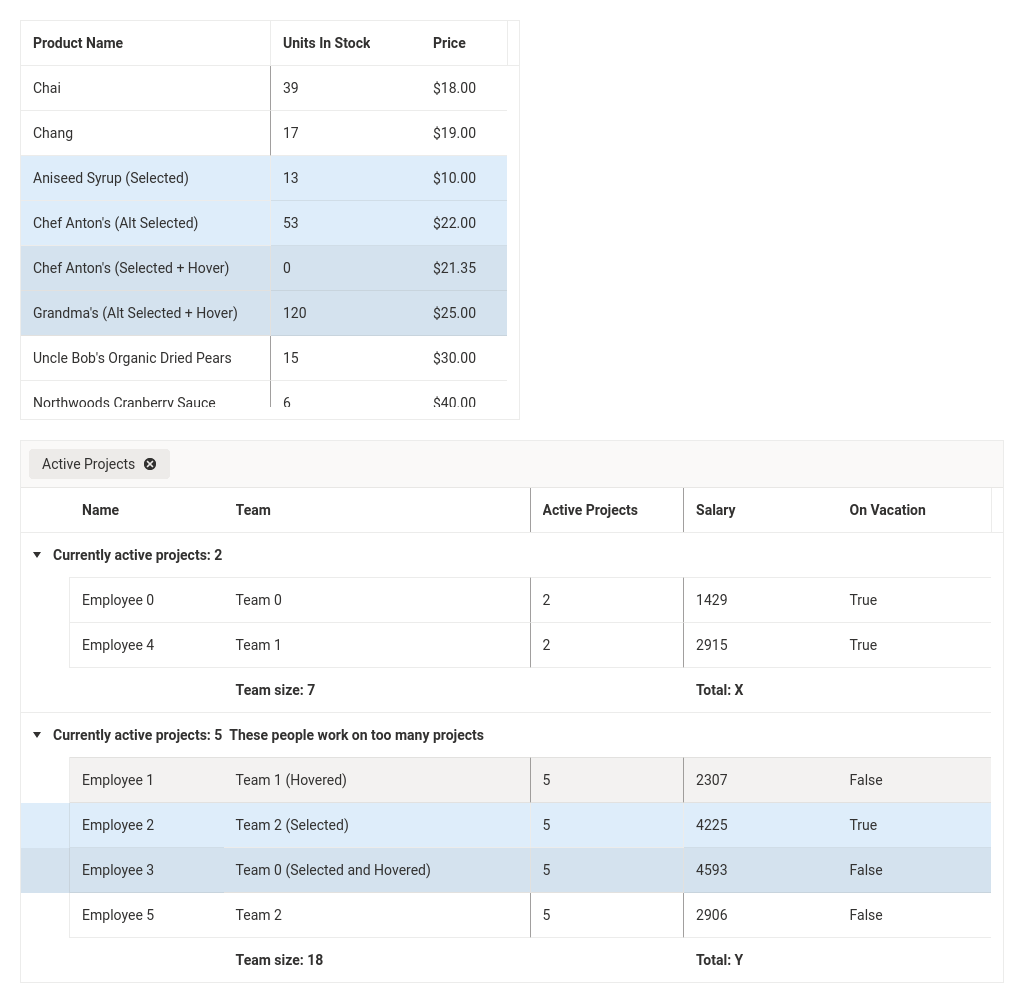 Product Name Units In Stock Price
Chai 39 $18.00
Chang 17 $19.00
Aniseed Syrup (Selected) 13 $10.00
Chef Anton's (Alt Selected) 53 $22.00
Chef Anton's (Selected + Hover) 0 $21.35
Grandma's (Alt Selected + Hover) 120 $25.00
Uncle Bob's Organic Dried Pears 15 $30.00
Northwoods Cranberry Sauce 6 $40.00
Active Projects
Name Team Active Projects Salary On Vacation
Currently active projects: 2
Employee 0 Team 0 2 1429 True
Employee 4 Team 1 2 2915 True
Team size: 7 Total: X
Currently active projects: 5 These people work on too many projects
Employee 1 Team 1 (Hovered) 5 2307 False
Employee 2 Team 2 (Selected) 5 4225 True
Employee 3 Team 0 (Selected and Hovered) 5 4593 False
Employee 5 Team 2 5 2906 False
Team size: 18 Total: Y